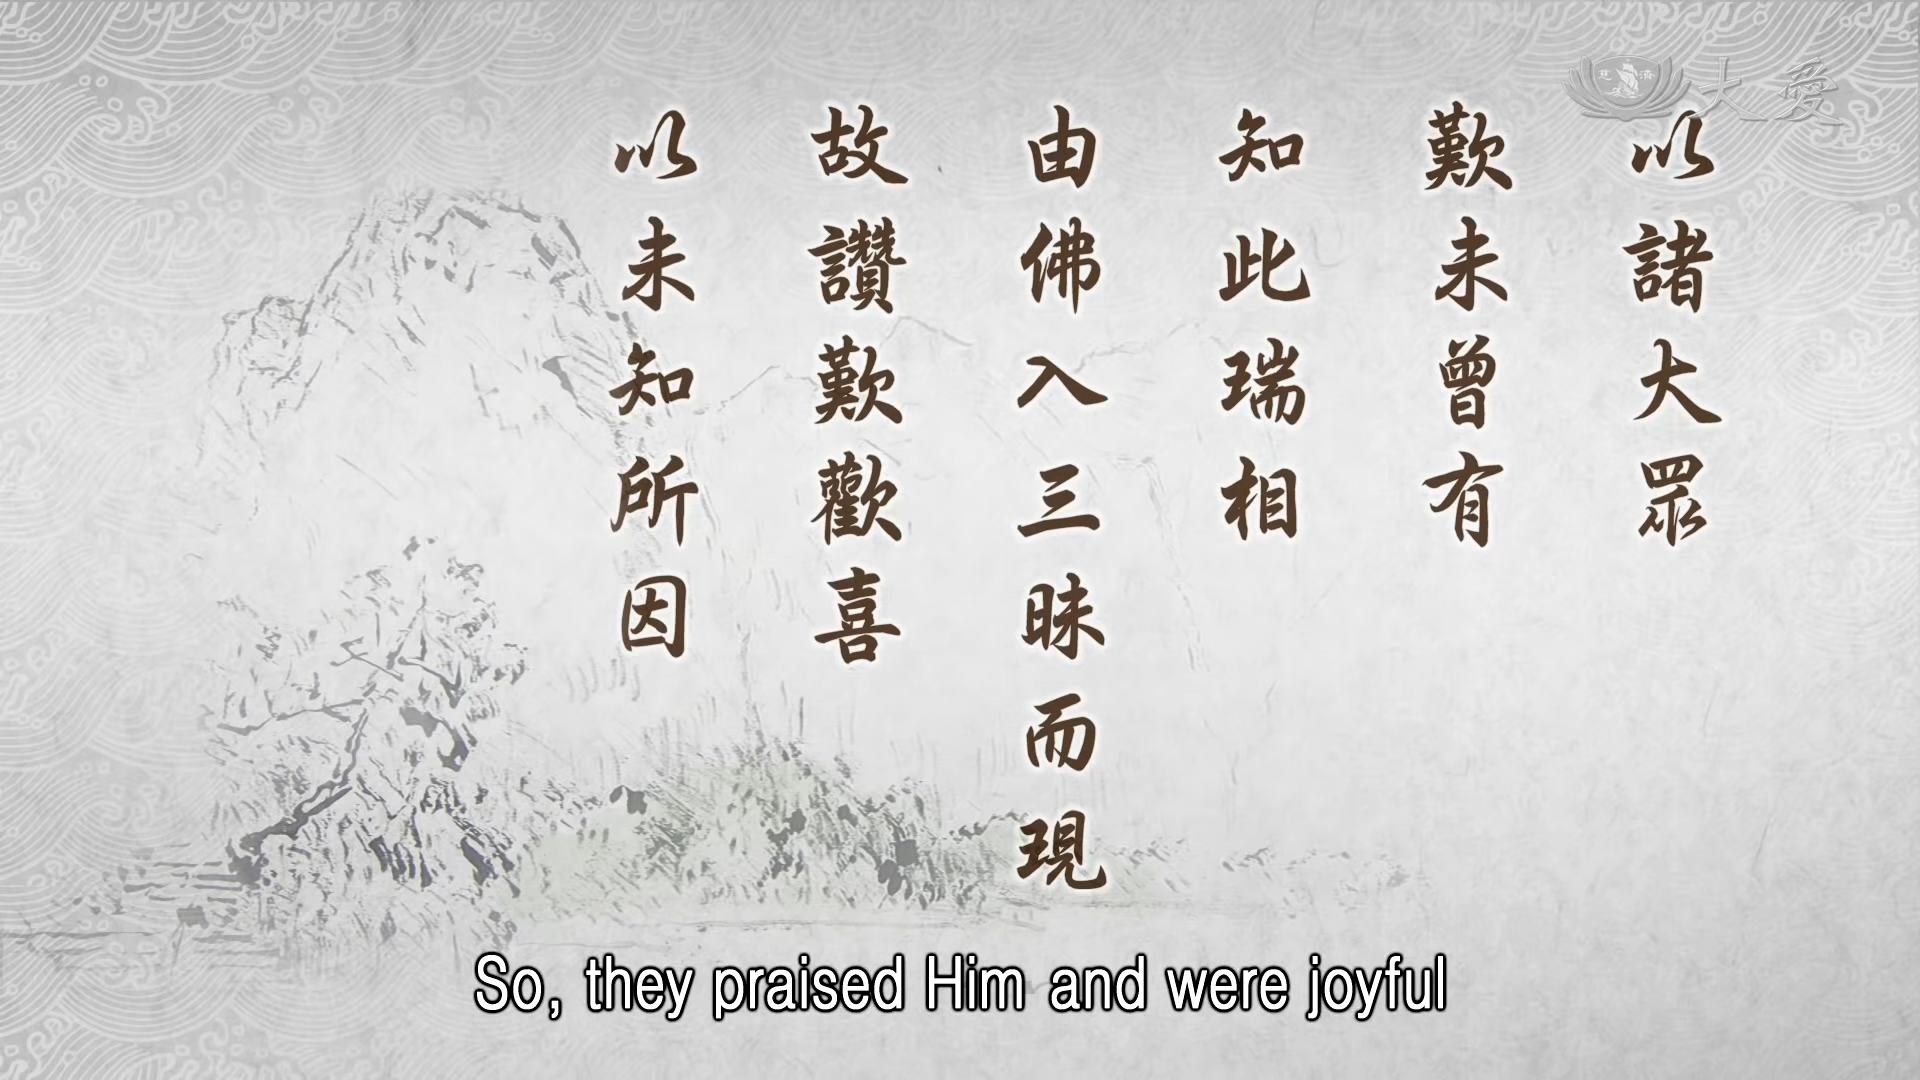 大愛
以諸大眾
歎未曾有
知此瑞相
由佛入三昧而現
故讚歎歡喜
以未知所因
So, they praised Him and were joyful